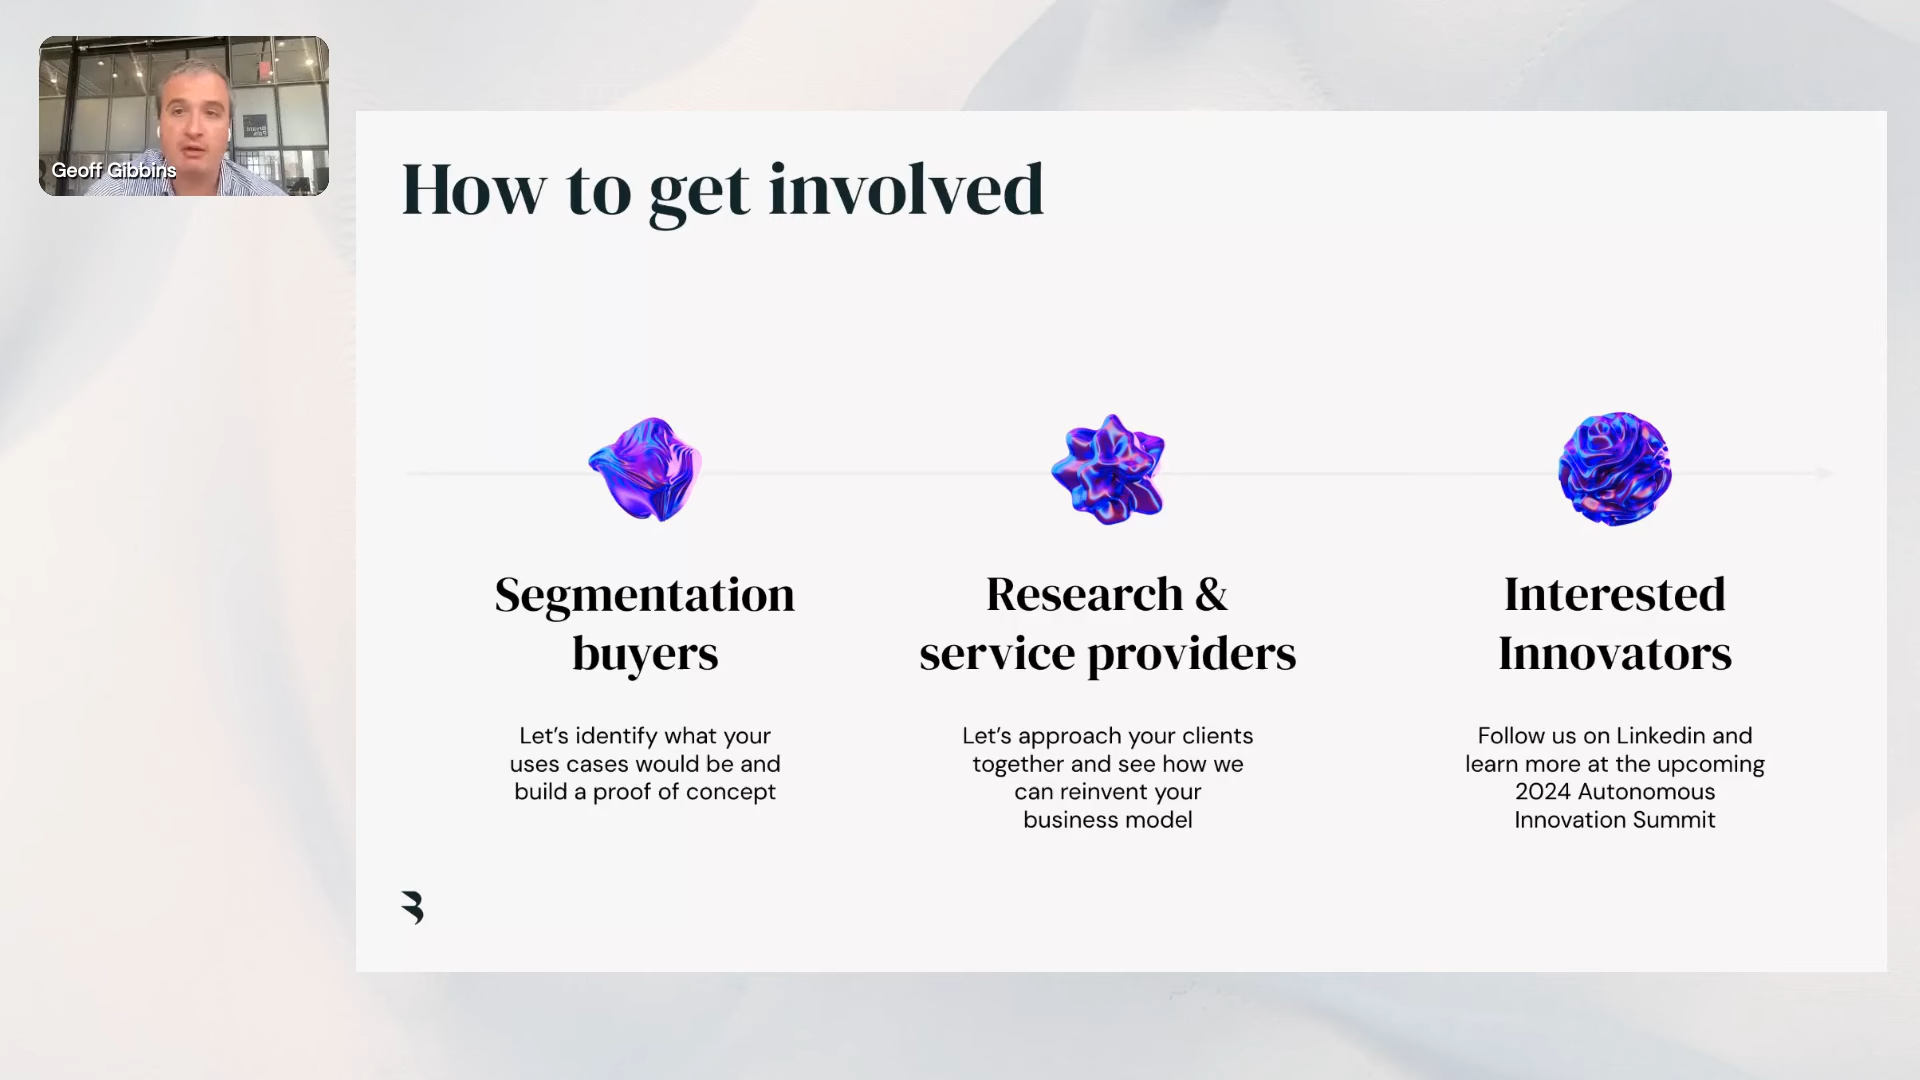 Geoff Gibbins
How to get involved
Segmentation
buyers
Let's identify what your
uses cases would be and
build a proof of concept
Research &
service providers
Let's approach your clients
together and see how we
can reinvent your
business model
Interested
Innovators
Follow us on Linkedin and
learn more at the upcoming
2024 Autonomous
Innovation Summit